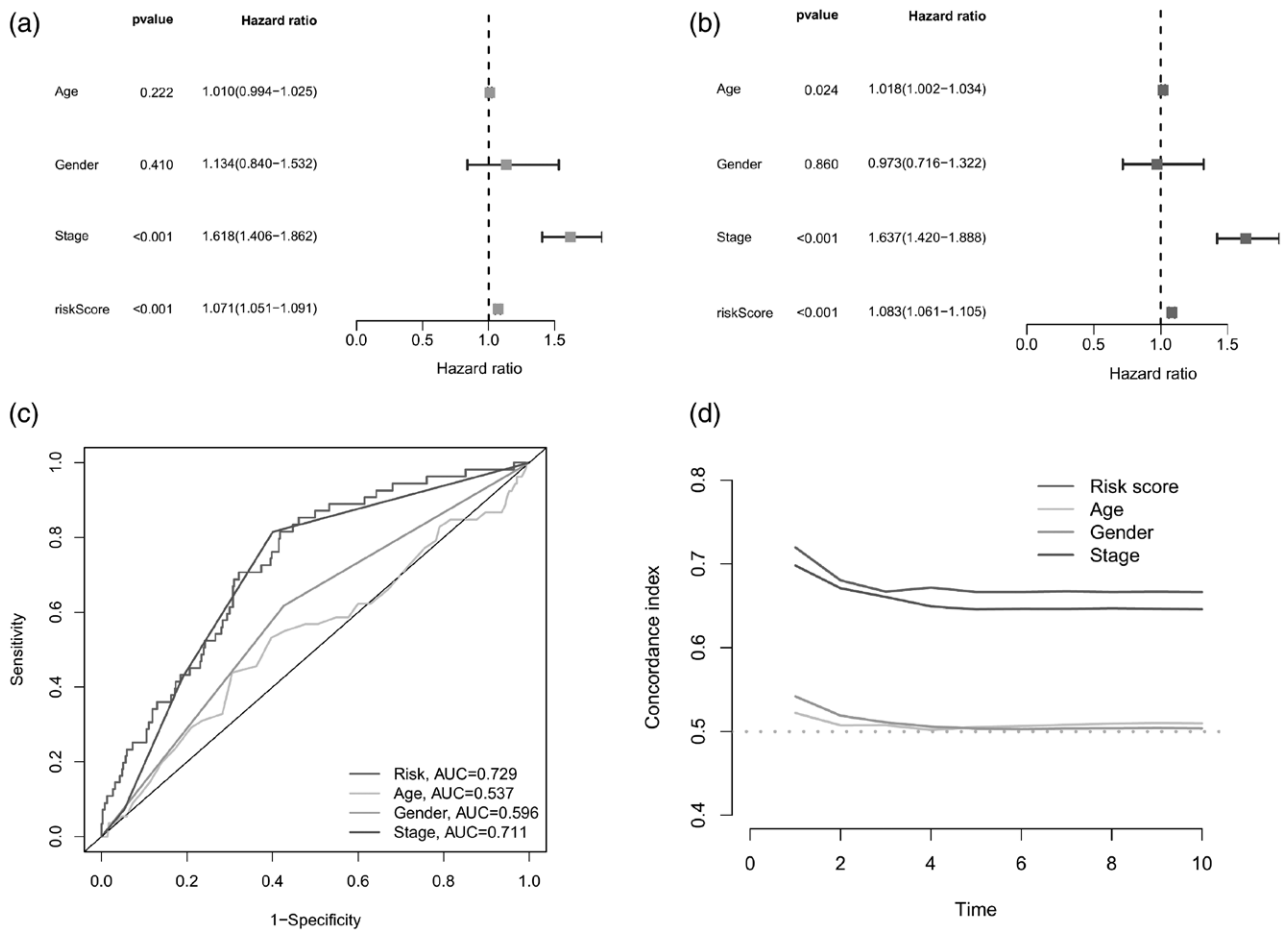 (a)
pvalue Hazard ratio
Age 0.222 1.010(0.994−1.025)
Gender 0.410 1.134(0.840−1.532)
Stage <0.001 1.618(1.406−1.862)
riskScore <0.001 1.071(1.051−1.091)
0.0 0.5 1.0 1.5
Hazard ratio
(b)
pvalue Hazard ratio
Age 0.024 1.018(1.002−1.034)
Gender 0.860 0.973(0.716−1.322)
Stage <0.001 1.637(1.420−1.888)
riskScore <0.001 1.083(1.061−1.105)
0.0 0.5 1.0 1.5
Hazard ratio
(c)
Sensitivity
1.0
0.8
0.6
0.4
0.2
0.0
Risk, AUC=0.729
Age, AUC=0.537
Gender, AUC=0.596
Stage, AUC=0.711
0.0 0.2 0.4 0.6 0.8 1.0
1−Specificity
(d)
Concordance index
0.8
0.7
0.6
0.5
0.4
Risk score
Age
Gender
Stage
0 2 4 6 8 10
Time